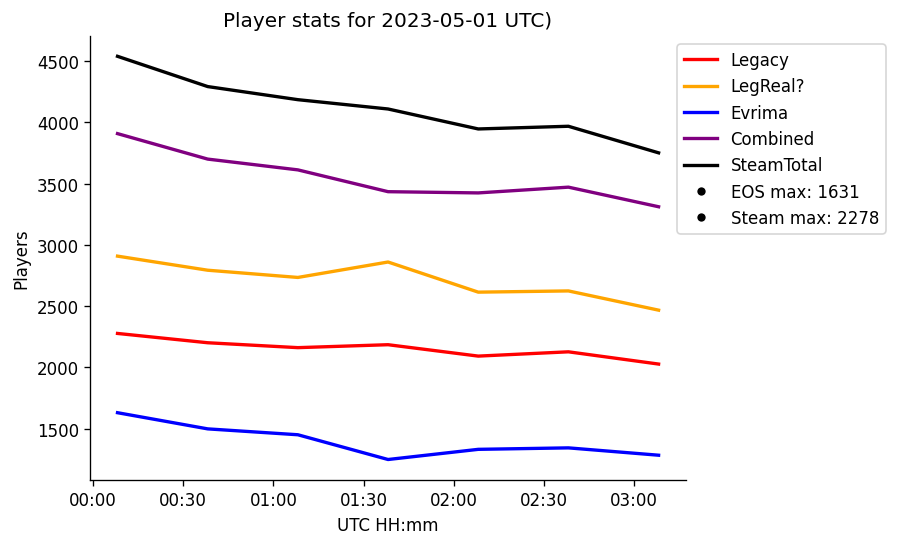 Player stats for 2023-05-01 UTC)
Players
4500
4000
3500
3000
2500
2000
1500
00:00 00:30 01:00 01:30 02:00 02:30 03:00
UTC HH:mm
Legacy
LegReal?
Evrima
Combined
SteamTotal
EOS max: 1631
Steam max: 2278